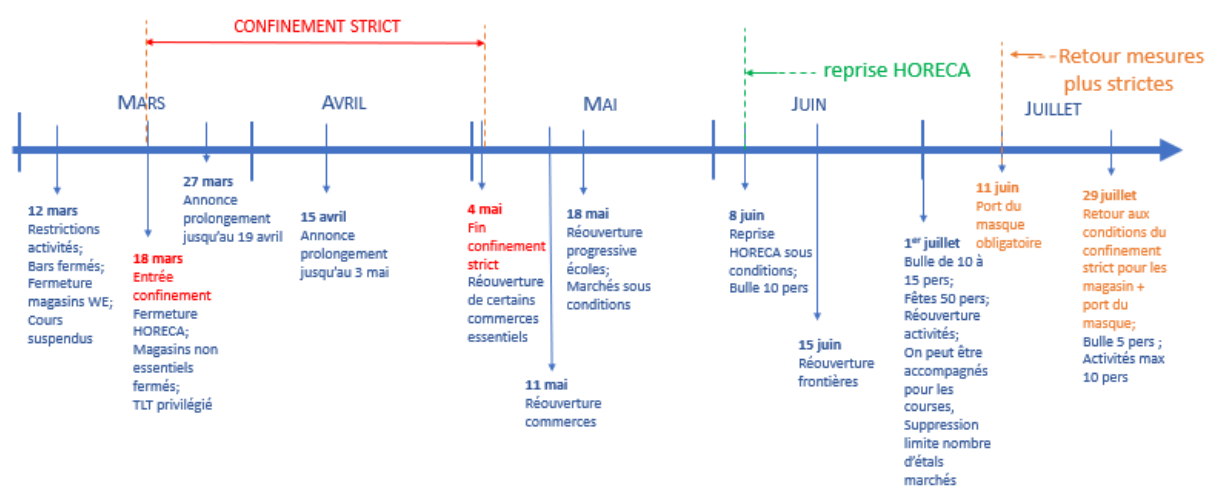 CONFINEMENT STRICT
reprise HORECA
Retour mesures
plus strictes
MARS
AVRIL
MAI
JUIN
JUILLET
12 mars
Restrictions
activités;
Bars fermés;
Fermeture
magasins WE;
Cours
suspendus
18 mars
Entrée
confinement
Fermeture
HORECA;
Magasins non
essentiels
fermés;
TLT privilégié
27 mars
Annonce
prolongement
jusqu'au 19 avril
15 avril
Annonce
prolongement
jusqu'au 3 mai
4 mai
Fin
confinement
strict
Réouverture
de certains
commerces
essentiels
11 mai
Réouverture
commerces
18 mai
Réouverture
progressive
écoles;
Marchés sous
conditions
8 juin
Reprise
HORECA sous
conditions;
Bulle 10 pers
15 juin
Réouverture
frontières
1er juillet
Bulle de 10 à
15 pers;
Fêtes 50 pers;
Réouverture
activités;
On peut être
accompagnés
pour les
courses,
Suppression
limite nombre
d'étals
marchés
11 juin
Port du
masque
obligatoire
29 juillet
Retour aux
conditions du
confinement
strict pour les
magasin +
port du
masque;
Bulle 5 pers ;
Activités max
10 pers